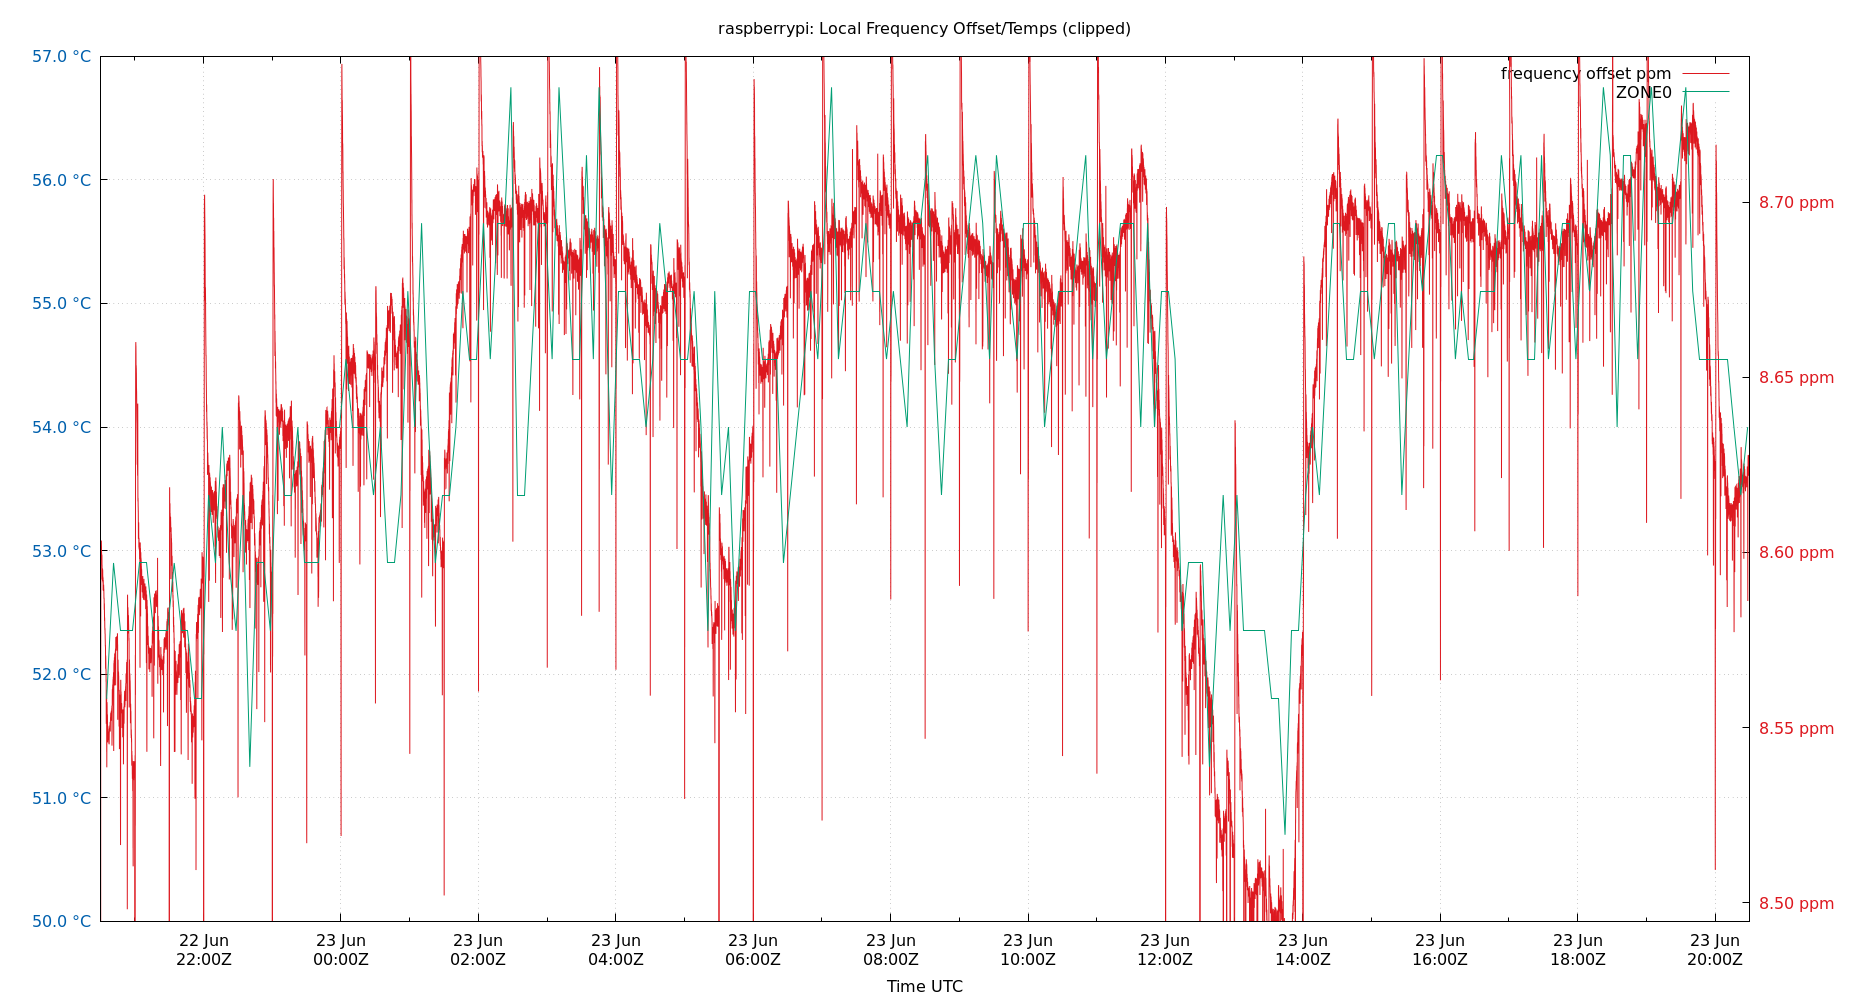 raspberrypi: Local Frequency Offset/Temps (clipped)
57.0 °C
56.0 °C
55.0 °C
54.0 °C
53.0 °C
52.0 °C
51.0 °C
50.0 °C
frequency offset ppm
ZONE0
8.70 ppm
8.65 ppm
8.60 ppm
8.55 ppm
8.50 ppm
22 Jun
22:00Z
23 Jun
00:00Z
23 Jun
02:00Z
23 Jun
04:00Z
23 Jun
06:00Z
23 Jun
08:00Z
23 Jun
10:00Z
23 Jun
12:00Z
23 Jun
14:00Z
23 Jun
16:00Z
23 Jun
18:00Z
23 Jun
20:00Z
Time UTC